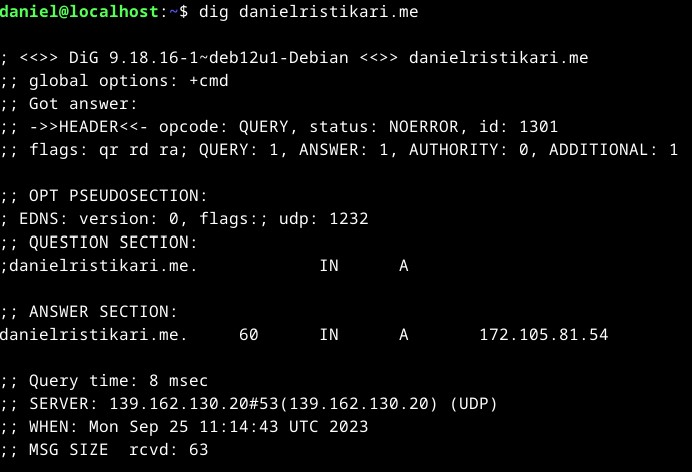 daniel@localhost:~$ dig danielristikari.me
; <<>> DiG 9.18.16-1~deb12u1-Debian <<>> danielristikari.me
;; global options: +cmd
;; Got answer:
;; ->>HEADER<<- opcode: QUERY, status: NOERROR, id: 1301
;; flags: qr rd ra; QUERY: 1, ANSWER: 1, AUTHORITY: 0, ADDITIONAL: 1
;; OPT PSEUDOSECTION:
; EDNS: version: 0, flags:; udp: 1232
;; QUESTION SECTION:
;danielristikari.me.            IN      A
;; ANSWER SECTION:
danielristikari.me.     60      IN      A       172.105.81.54
;; Query time: 8 msec
;; SERVER: 139.162.130.20#53(139.162.130.20) (UDP)
;; WHEN: Mon Sep 25 11:14:43 UTC 2023
;; MSG SIZE  rcvd: 63